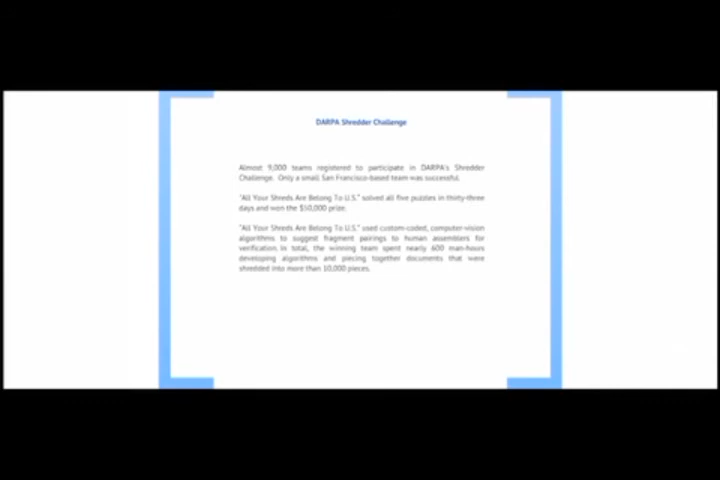 DARPA Shredder Challenge
Almost 9,000 teams registered to participate in DARPA's Shredder
Challenge. Only a small San Francisco-based team was successful.
"All Your Shreds Are Belong To U.S." solved all five puzzles in thirty-three
days and won the $50,000 prize.
"All Your Shreds Are Belong To U.S." used custom-coded, computer-vision
algorithms to suggest fragment pairings to human assemblers for
verification. In total, the winning team spent nearly 600 man-hours
developing algorithms and piecing together documents that were
shredded into more than 10,000 pieces.